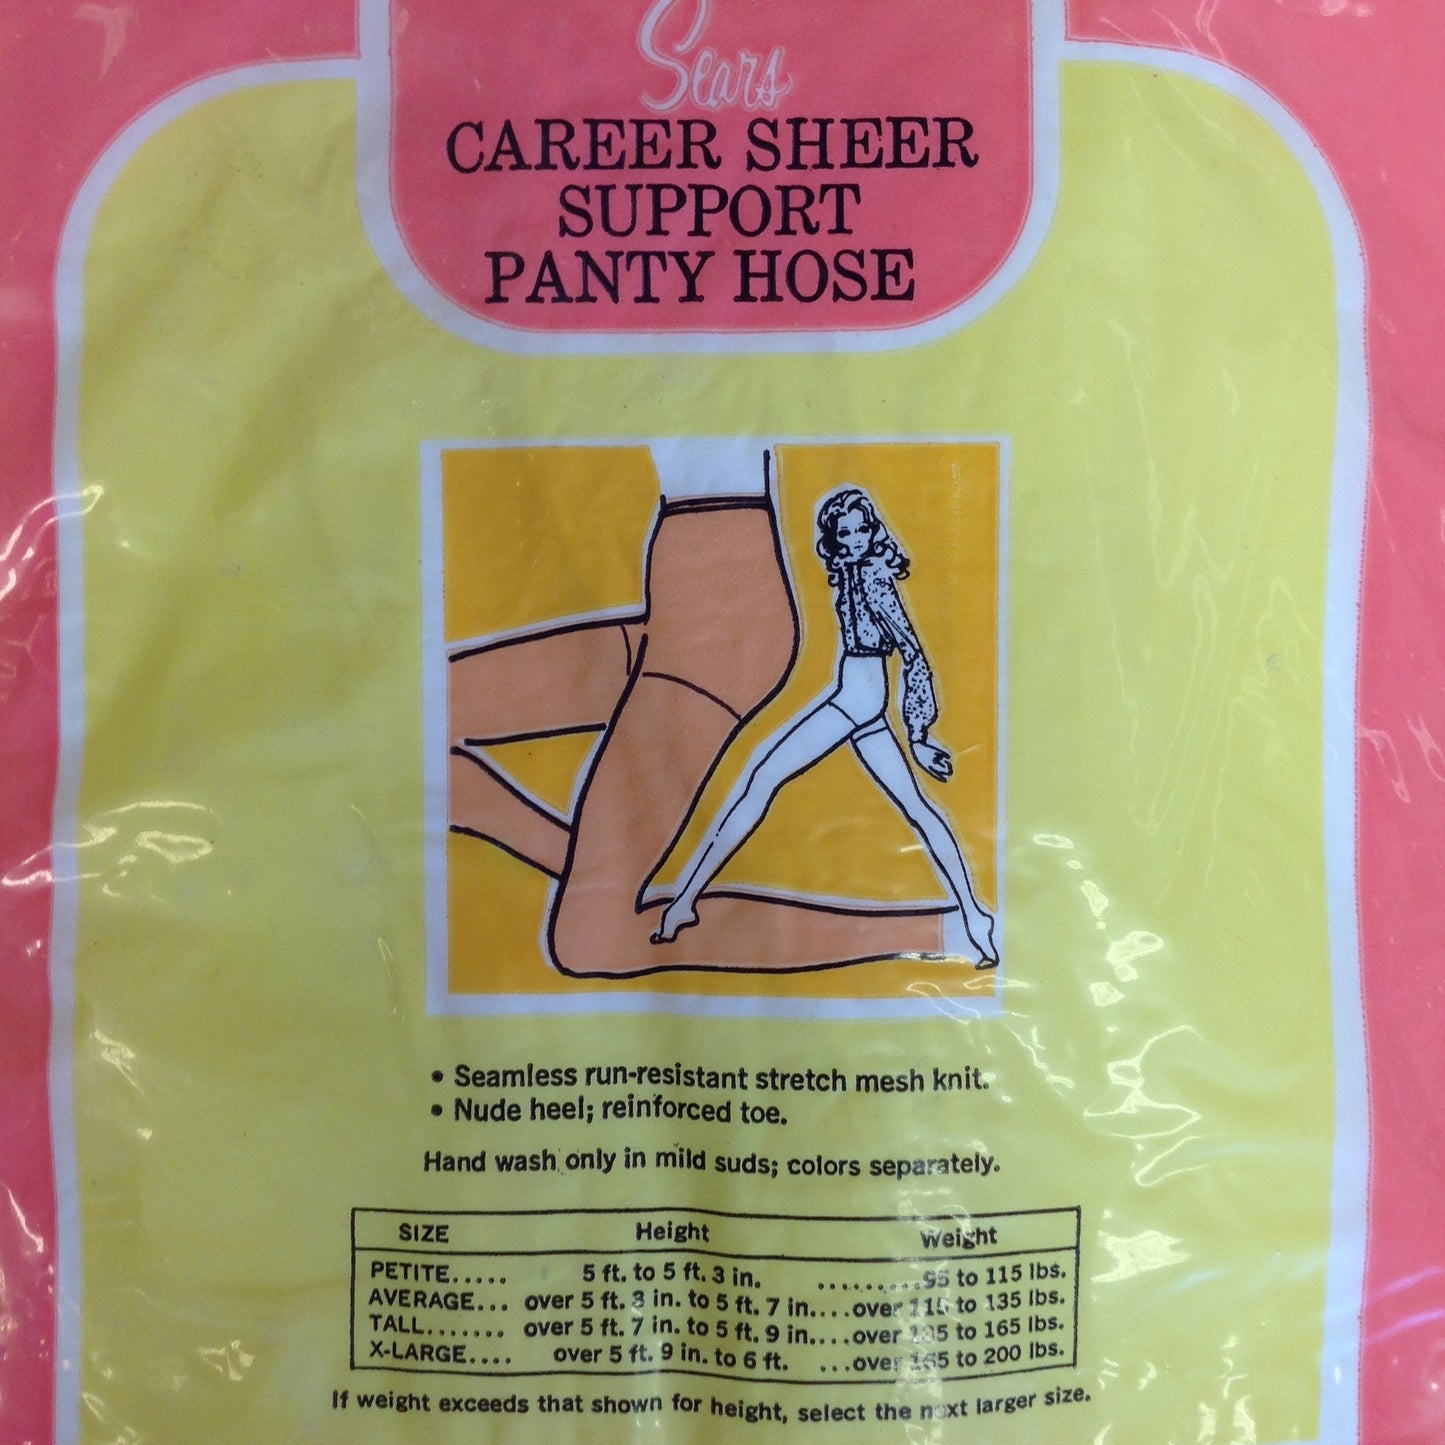 Sears
CAREER SHEER
SUPPORT
PANTY HOSE
• Seamless run-resistant stretch mesh knit.
• Nude heel; reinforced toe.
Hand wash only in mild suds; colors separately.
SIZE Height Weight
PETITE..... 5 ft. to 5 ft. 3 in. .........95 to 115 lbs.
AVERAGE... over 5 ft. 3 in. to 5 ft. 7 in....over 115 to 135 lbs.
TALL....... over 5 ft. 7 in. to 5 ft. 9 in....over 135 to 165 lbs.
X-LARGE.... over 5 ft. 9 in. to 6 ft. ...over 165 to 200 lbs.
If weight exceeds that shown for height, select the next larger size.